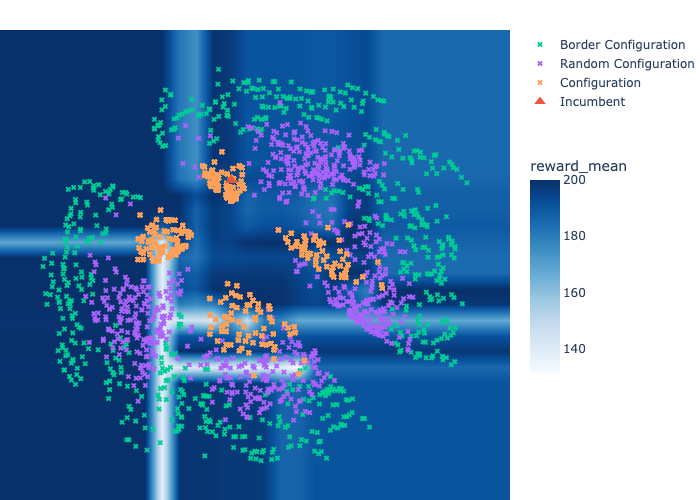 Border Configuration
Random Configuration
Configuration
Incumbent
reward_mean
200
180
160
140